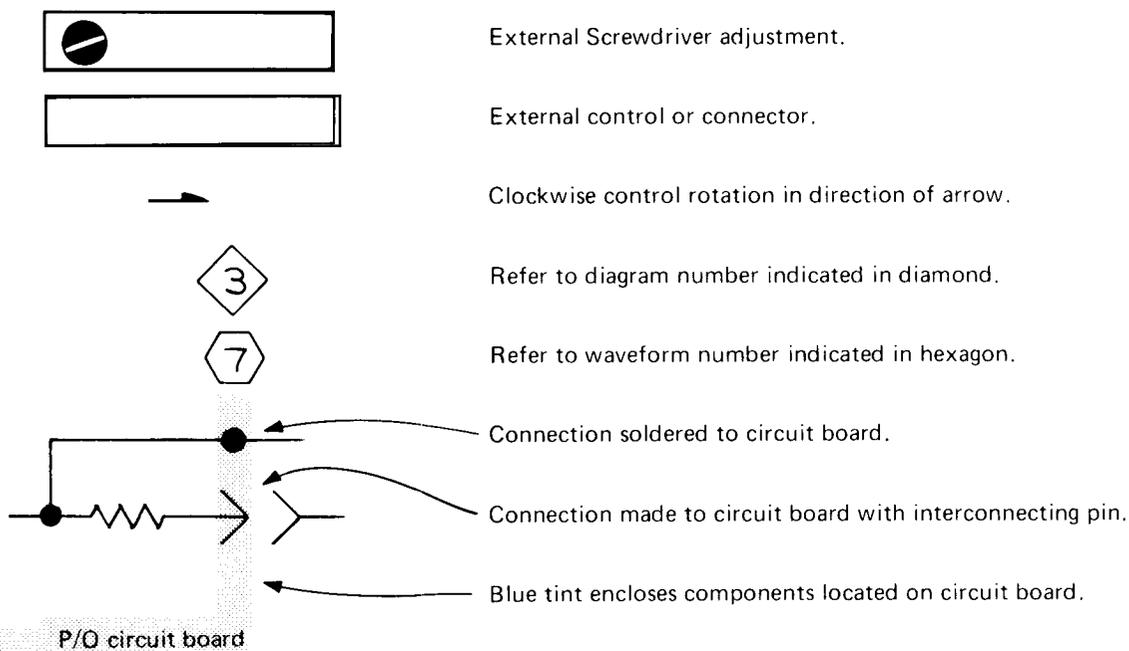 External Screwdriver adjustment.
External control or connector.
Clockwise control rotation in direction of arrow.
3
Refer to diagram number indicated in diamond.
7
Refer to waveform number indicated in hexagon.
Connection soldered to circuit board.
Connection made to circuit board with interconnecting pin.
Blue tint encloses components located on circuit board.
P/O circuit board